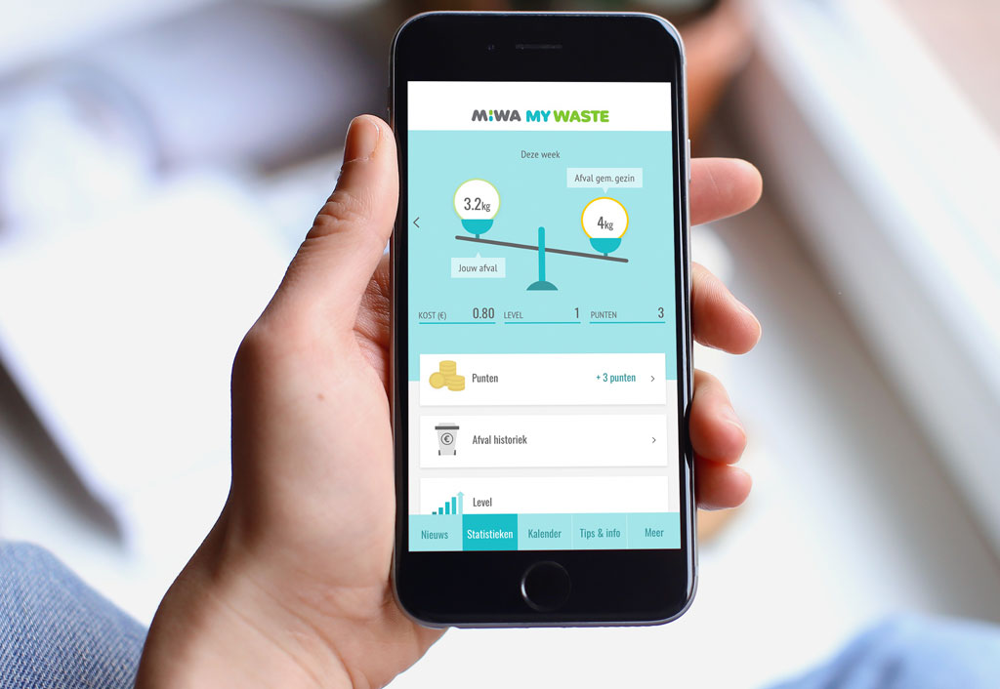 MiWA MY WASTE
Deze week
Afval gem. gezin
3.2kg
4kg
Jouw afval
KOST (€) 0.80 LEVEL 1 PUNTEN 3
Punten + 3 punten
€
Afval historiek
Level
Nieuws Statistieken Kalender Tips & info Meer